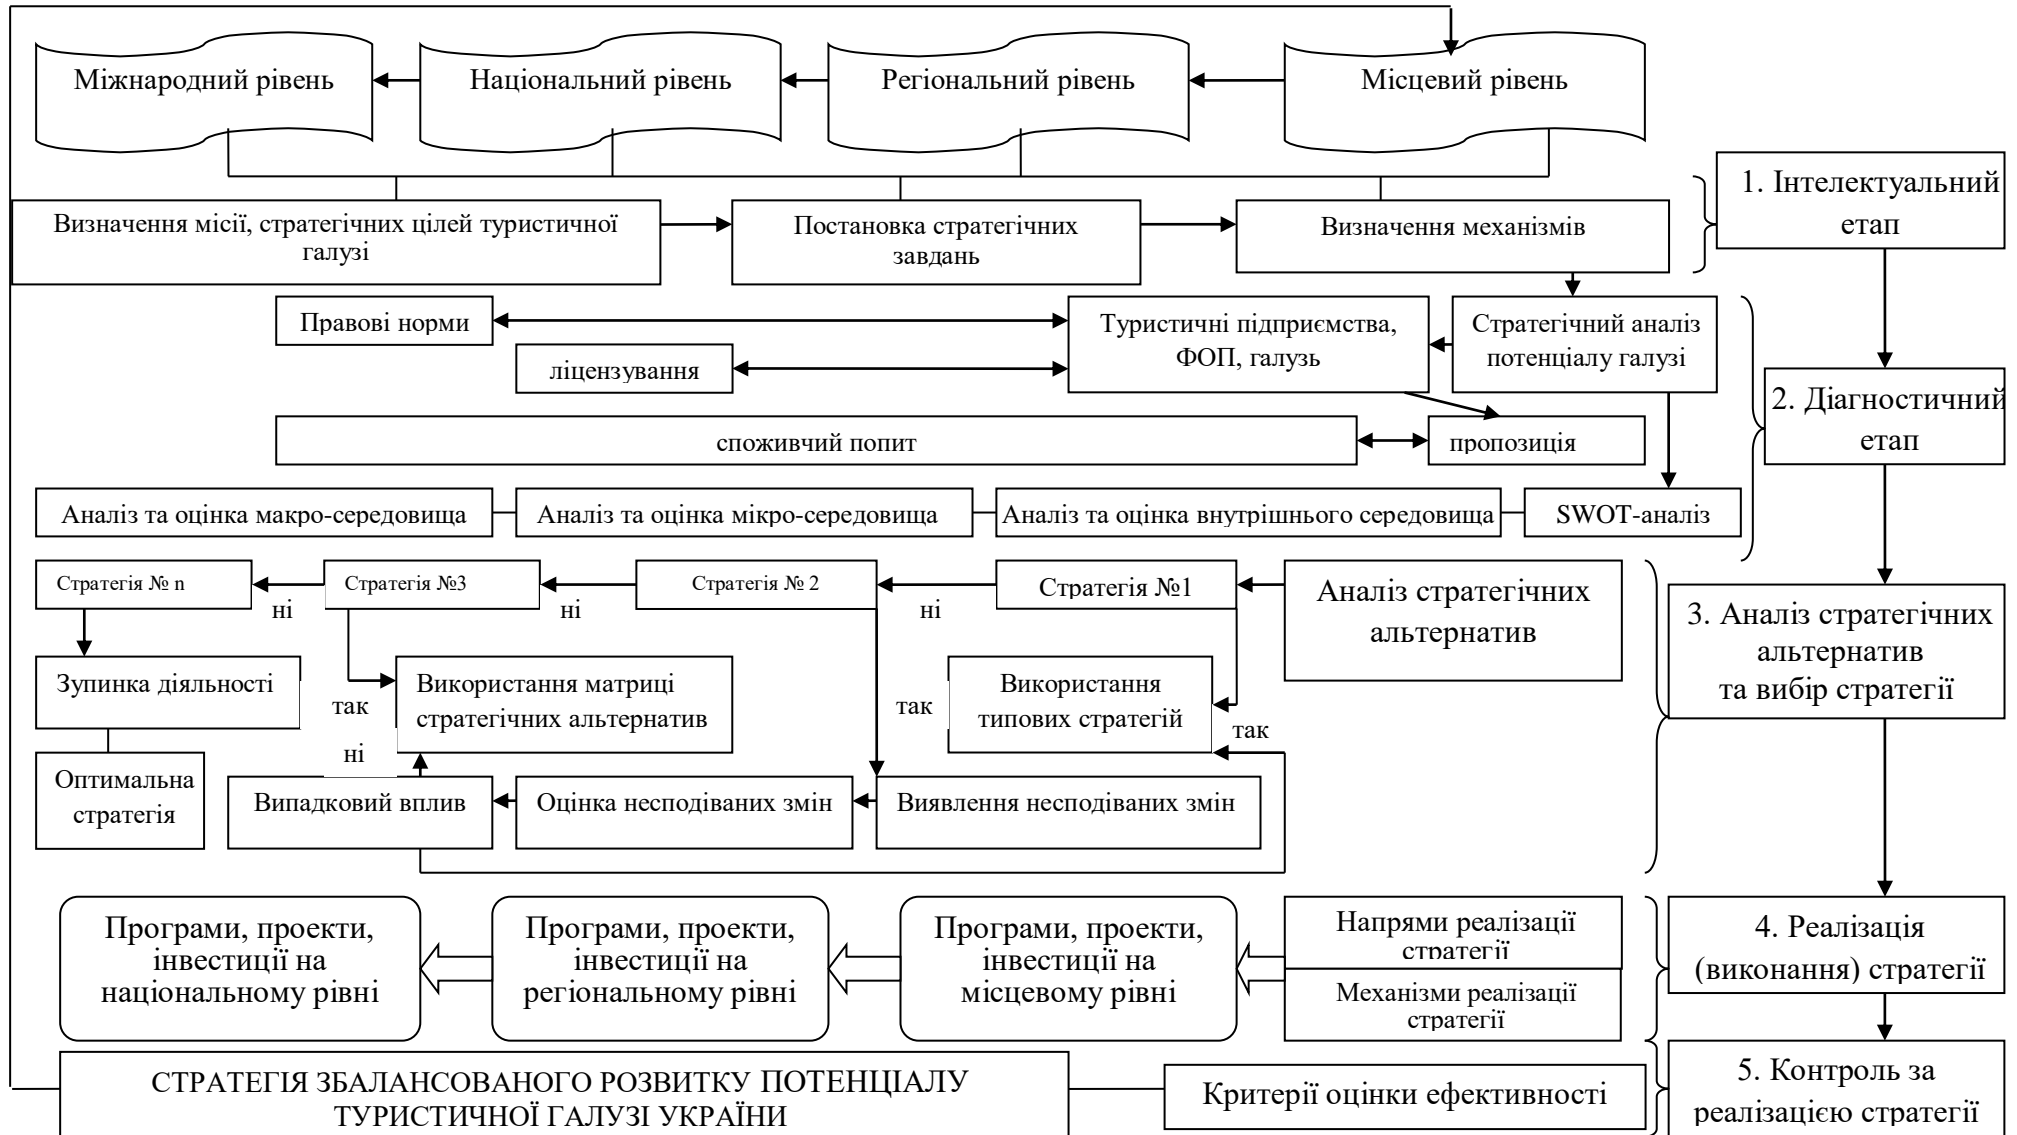 Міжнародний рівень
Національний рівень
Регіональний рівень
Місцевий рівень
1. Інтелектуальний
етап
Визначення місії, стратегічних цілей туристичної
галузі
Постановка стратегічних
завдань
Визначення механізмів
Правові норми
ліцензування
Туристичні підприємства,
ФОП, галузь
Стратегічний аналіз
потенціалу галузі
2. Діагностичний
етап
споживчий попит
пропозиція
Аналіз та оцінка макро-середовища
Аналіз та оцінка мікро-середовища
Аналіз та оцінка внутрішнього середовища
SWOT-аналіз
Стратегія № n
ні
Стратегія №3
ні
Стратегія № 2
ні
Стратегія №1
Аналіз стратегічних
альтернатив
3. Аналіз стратегічних
альтернатив
та вибір стратегії
Зупинка діяльності
так
Використання матриці
стратегічних альтернатив
так
Використання
типових стратегій
так
ні
Оптимальна
стратегія
Випадковий вплив
Оцінка несподіваних змін
Виявлення несподіваних змін
Програми, проекти,
інвестиції на
національному рівні
Програми, проекти,
інвестиції на
регіональному рівні
Програми, проекти,
інвестиції на
місцевому рівні
Напрями реалізації
стратегії
Механізми реалізації
стратегії
4. Реалізація
(виконання) стратегії
СТРАТЕГІЯ ЗБАЛАНСОВАНОГО РОЗВИТКУ ПОТЕНЦІАЛУ
ТУРИСТИЧНОЇ ГАЛУЗІ УКРАЇНИ
Критерії оцінки ефективності
5. Контроль за
реалізацією стратегії